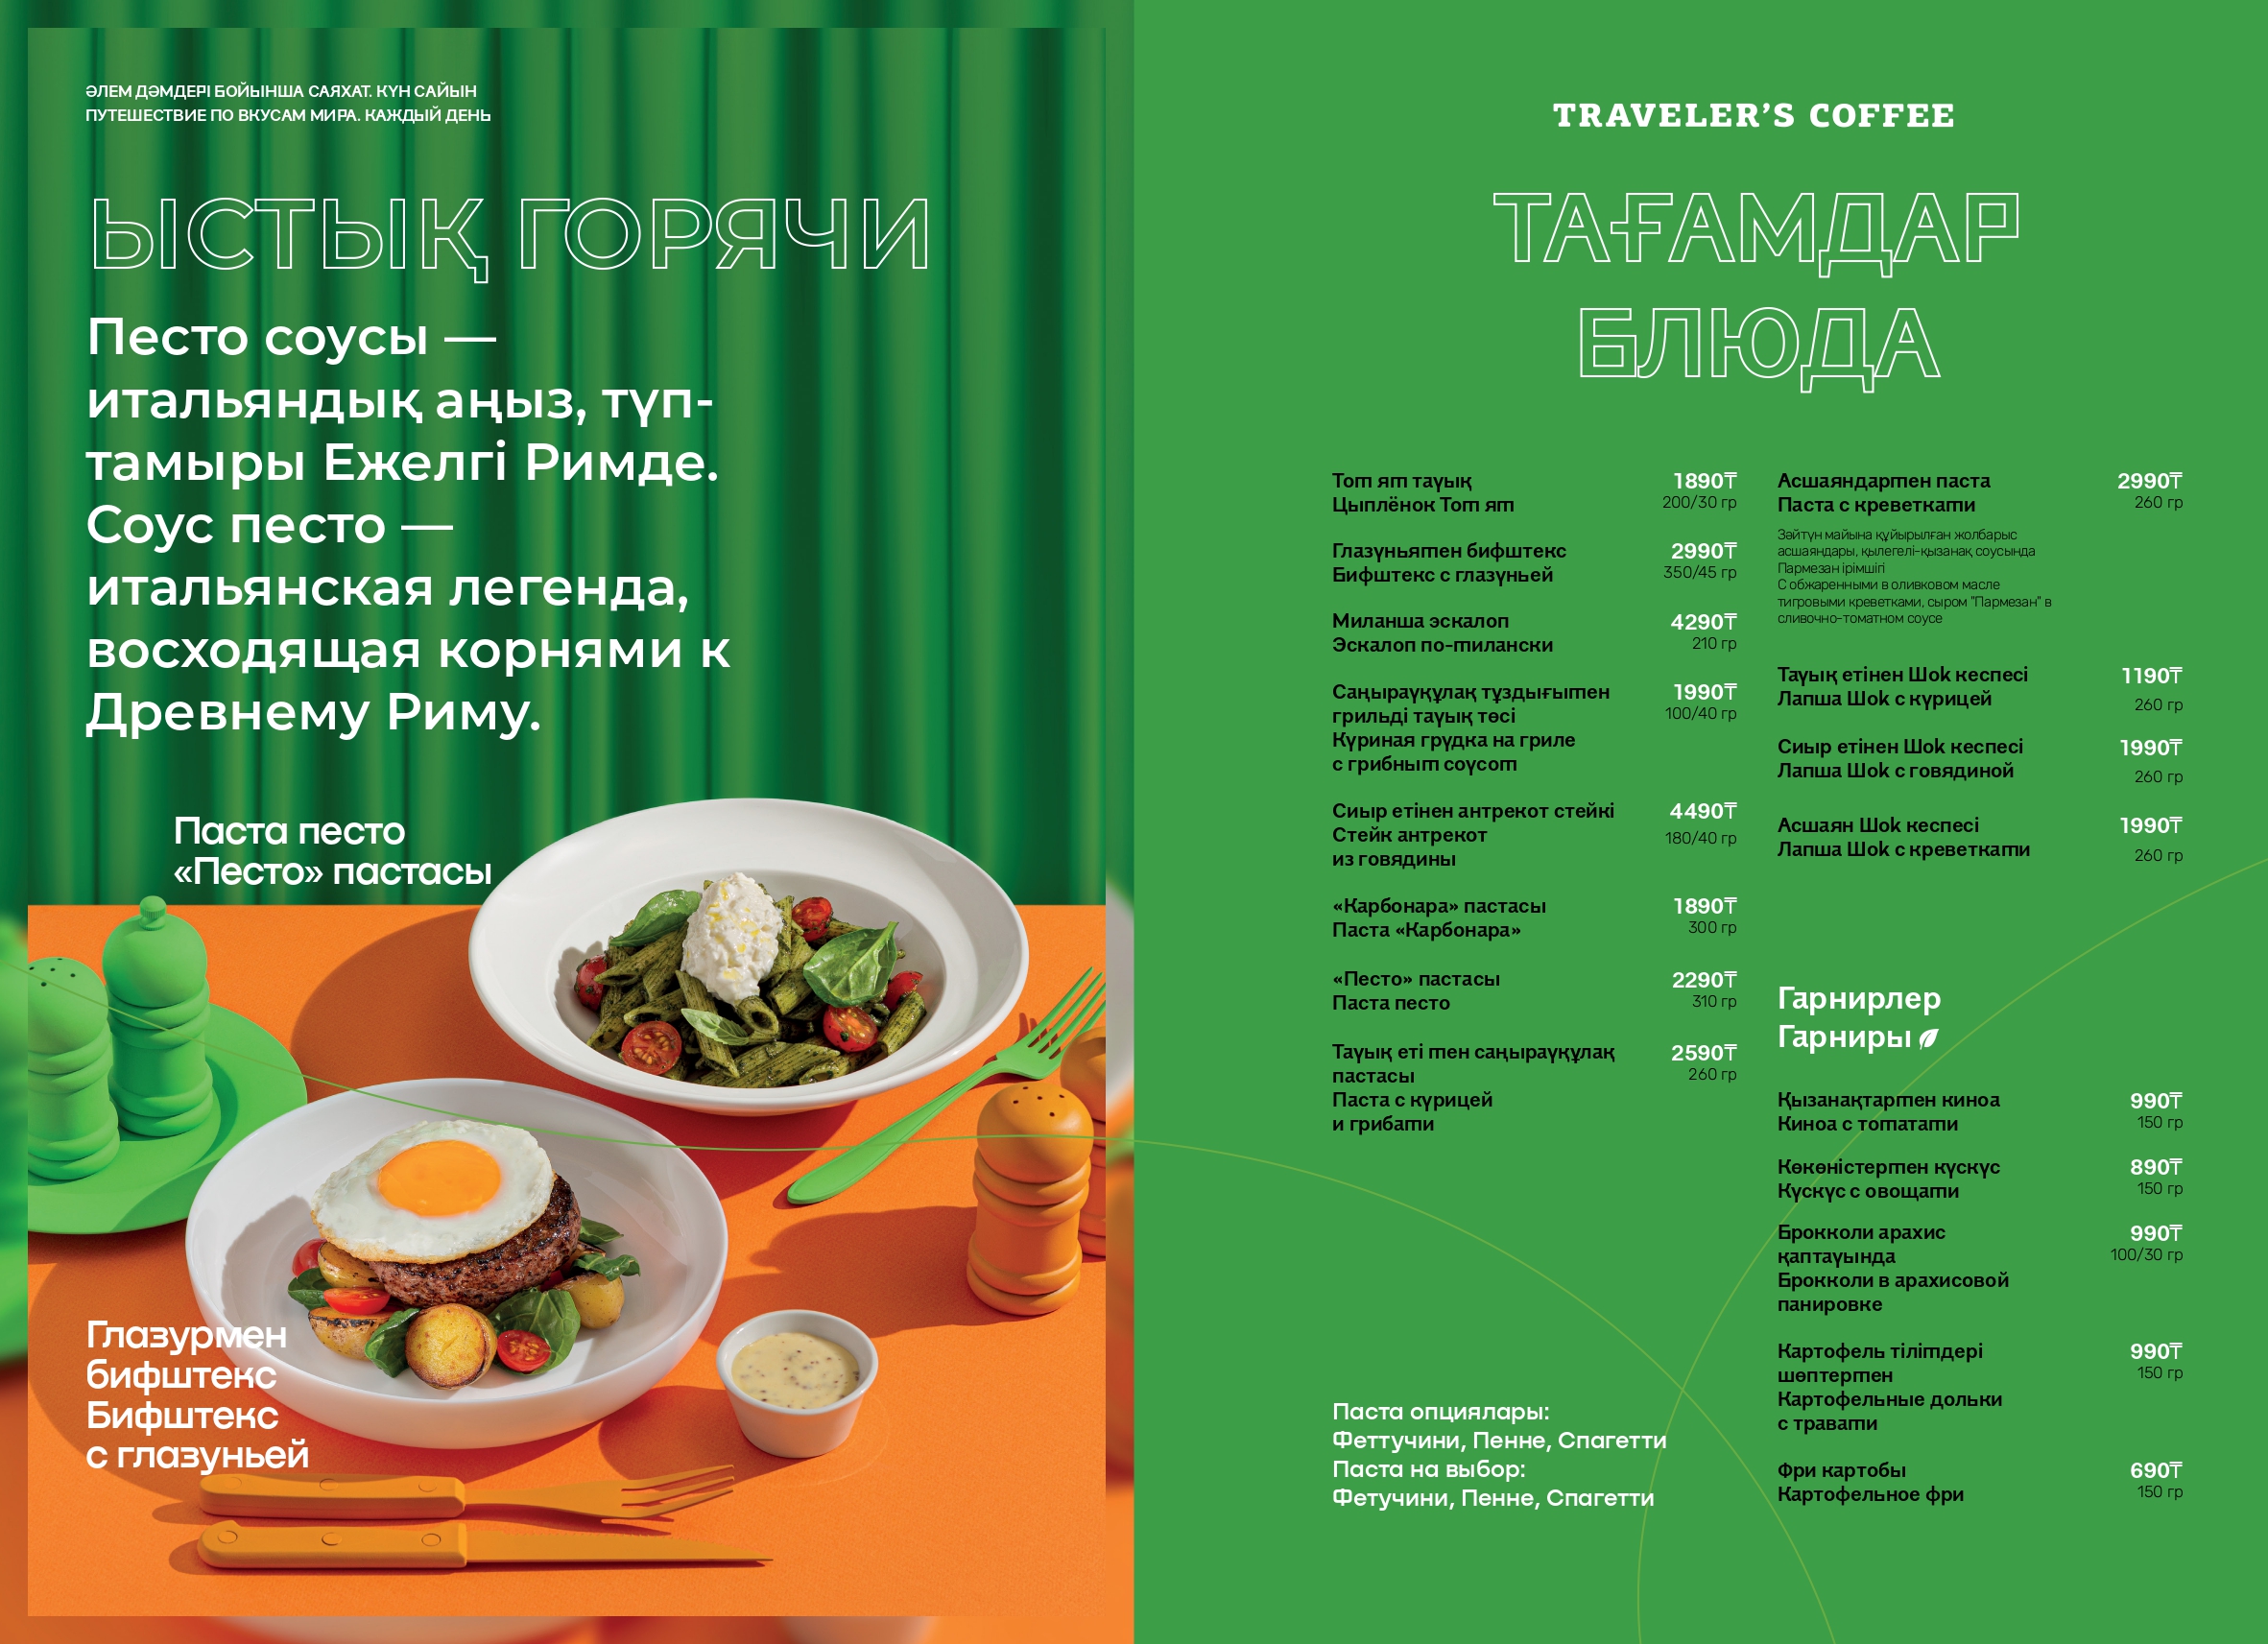 ӘЛЕМ ДӘМДЕРІ БОЙЫНША САЯХАТ. КҮН САЙЫН
ПУТЕШЕСТВИЕ ПО ВКУСАМ МИРА. КАЖДЫЙ ДЕНЬ
ЫСТЫҚ ГОРЯЧИ
Песто соусы —
итальяндық аңыз, түп-
тамыры Ежелгі Римде.
Соус песто —
итальянская легенда,
восходящая корнями к
Древнему Риму.
Паста песто
«Песто» пастасы
Глазурмен
бифштекс
Бифштекс
с глазуньей
TRAVELER'S COFFEE
ТАҒАМДАР
БЛЮДА
Том ям тауық
1890₸
Цыплёнок Том ям
200/30 гр
Глазуньямен бифштекс
2990₸
Бифштекс с глазуньей
350/45 гр
Миланша эскалоп
4290₸
Эскалоп по-милански
210 гр
Саңырауқұлақ тұздығымен
1990₸
грильді тауық төсі
100/40 гр
Куриная грудка на гриле
с грибным соусом
Сиыр етінен антрекот стейкі
4490₸
Стейк антрекот
180/40 гр
из говядины
«Карбонара» пастасы
1890₸
Паста «Карбонара»
300 гр
«Песто» пастасы
2290₸
Паста песто
310 гр
Тауық еті мен саңырауқұлақ
2590₸
пастасы
260 гр
Паста с курицей
и грибами
Паста опциялары:
Феттучини, Пенне, Спагетти
Паста на выбор:
Фетучини, Пенне, Спагетти
Асшаяндармен паста
2990₸
Паста с креветками
260 гр
Зәйтүн майына құйырылған жолбарыс
асшаяндары, қылегелі-қызанақ соусында
Пармезан ірімшігі
С обжаренными в оливковом масле
тигровыми креветками, сыром "Пармезан" в
сливочно-томатном соусе
Тауық етінен Шоk кеспесі
1190₸
Лапша Шоk с курицей
260 гр
Сиыр етінен Шоk кеспесі
1990₸
Лапша Шоk с говядиной
260 гр
Асшаян Шоk кеспесі
1990₸
Лапша Шоk с креветками
260 гр
Гарнирлер
Гарниры
Қызанақтармен киноа
990₸
Киноа с томатами
150 гр
Көкөністермен кускус
890₸
Кускус с овощами
150 гр
Брокколи арахис
990₸
қаптауында
100/30 гр
Брокколи в арахисовой
панировке
Картофель тілімдері
990₸
шөптермен
150 гр
Картофельные дольки
с травами
Фри картобы
690₸
Картофельное фри
150 гр